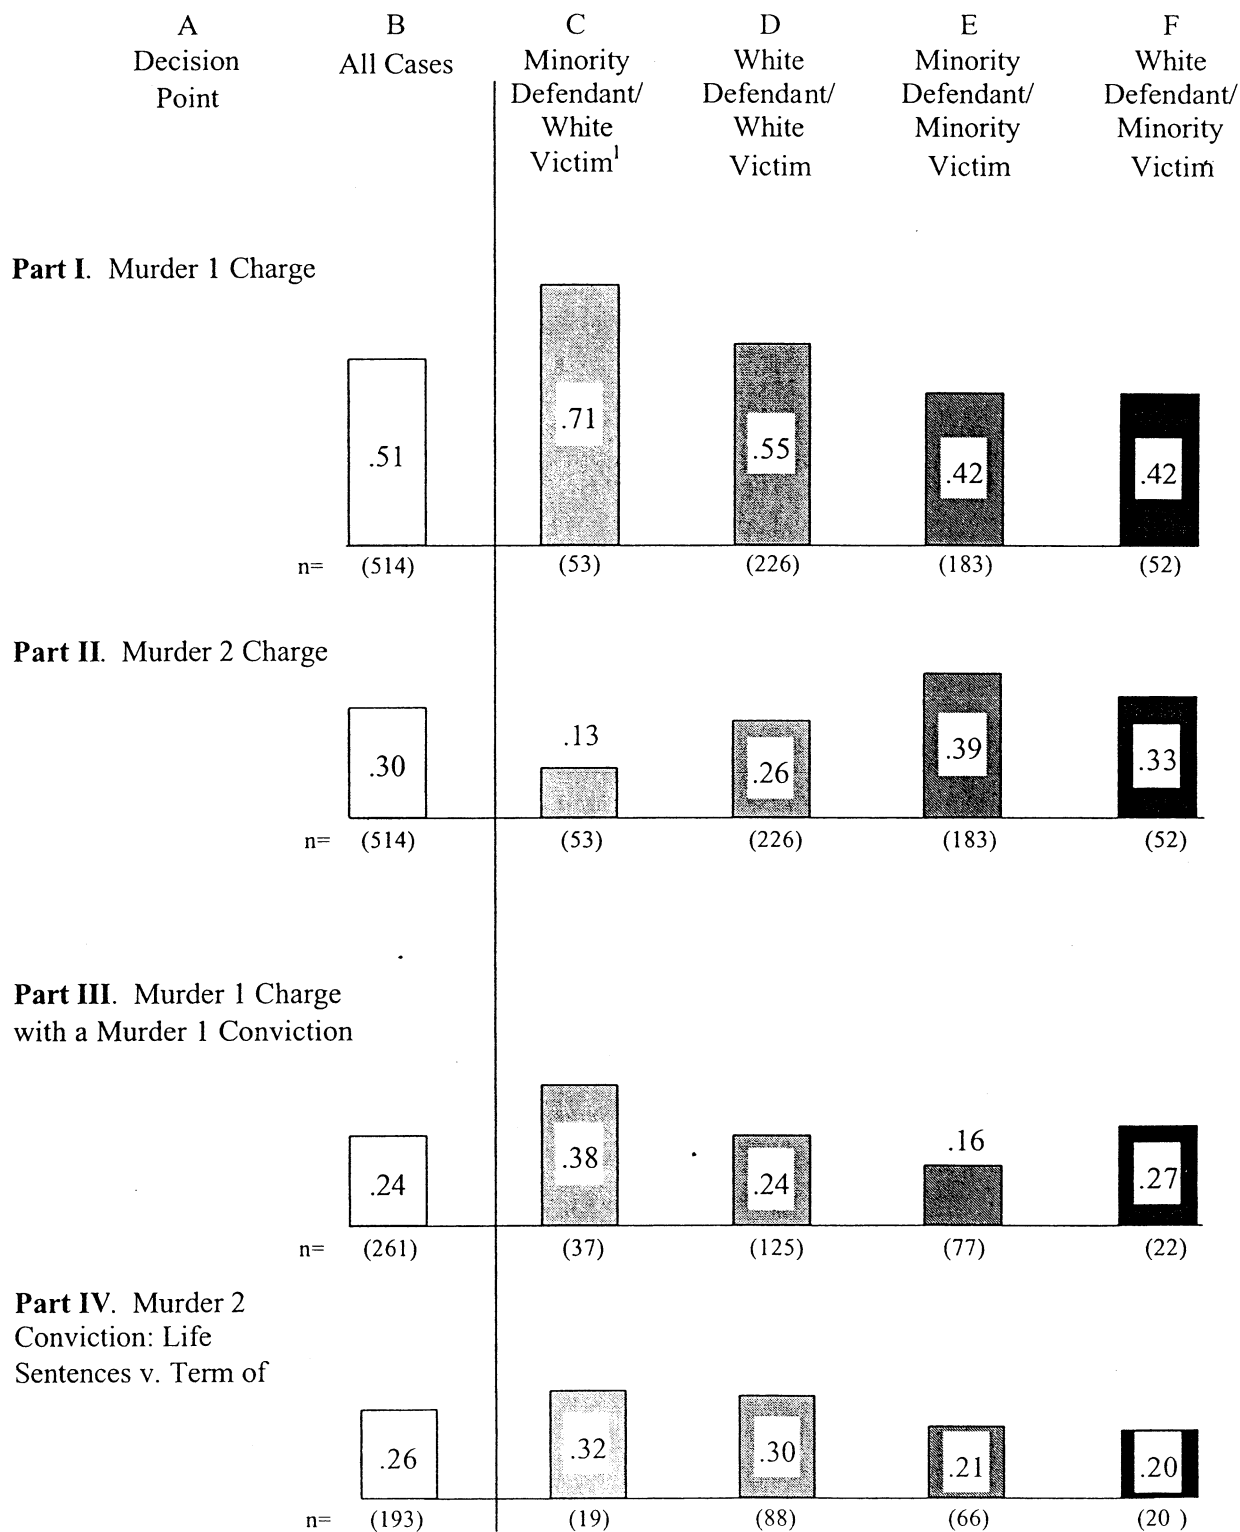 A B C D E F
Decision Point
All Cases
Minority Defendant/ White Victim1
White Defendant/ White Victim
Minority Defendant/ Minority Victim
White Defendant/ Minority Victim
Part I. Murder 1 Charge
.51 .71 .55 .42 .42
n= (514) (53) (226) (183) (52)
Part II. Murder 2 Charge
.30 .13 .26 .39 .33
n= (514) (53) (226) (183) (52)
Part III. Murder 1 Charge
with a Murder 1 Conviction
.24 .38 .24 .16 .27
n= (261) (37) (125) (77) (22)
Part IV. Murder 2
Conviction: Life
Sentences v. Term of
.26 .32 .30 .21 .20
n= (193) (19) (88) (66) (20 )